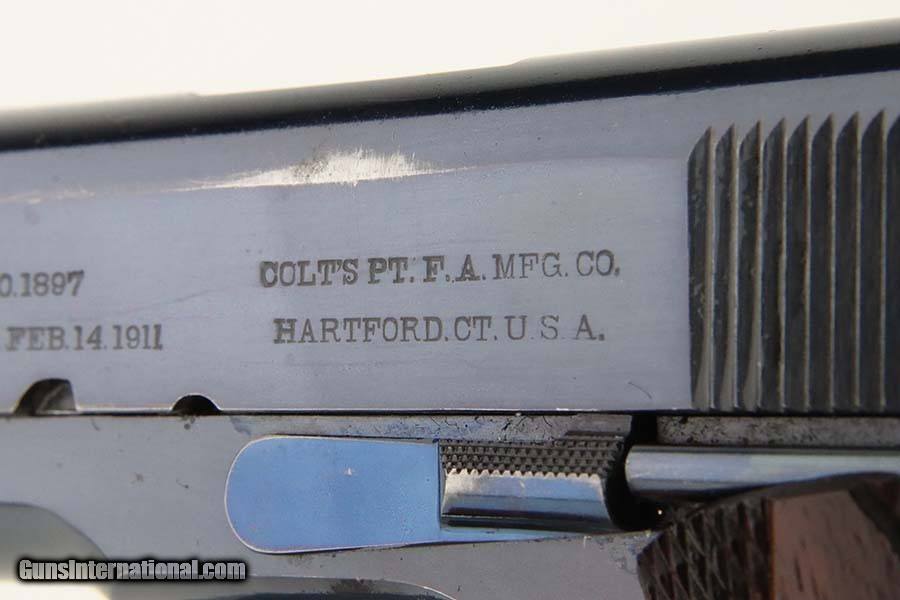 0.1897
FEB.14.1911
COLT'S PT. F. A. MFG. CO.
HARTFORD. CT. U. S. A.
GunsInternational.com